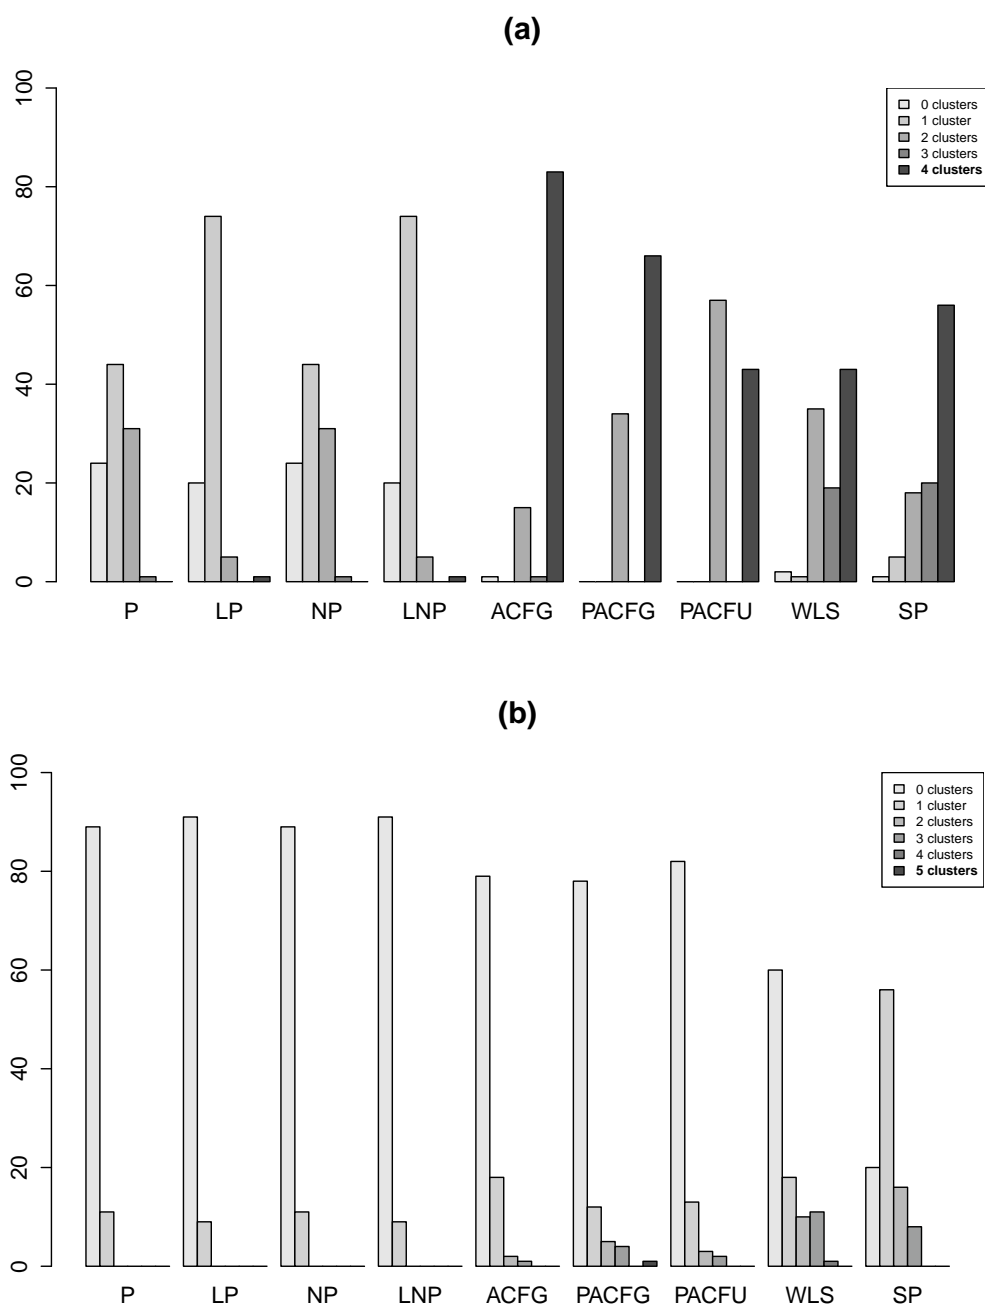 (a)
100
80
60
40
20
0
0 clusters
1 cluster
2 clusters
3 clusters
4 clusters
P LP NP LNP ACFG PACFG PACFU WLS SP
(b)
100
80
60
40
20
0
0 clusters
1 cluster
2 clusters
3 clusters
4 clusters
5 clusters
P LP NP LNP ACFG PACFG PACFU WLS SP